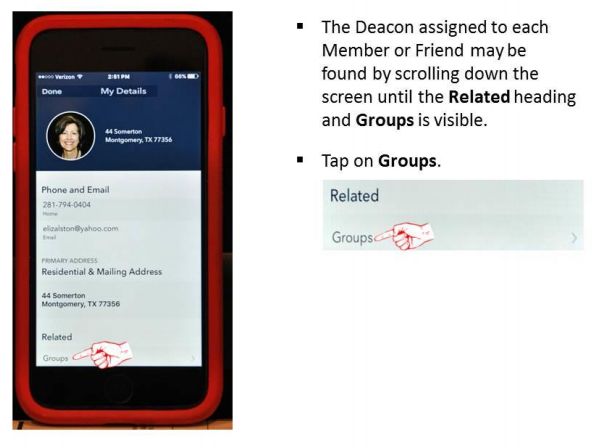 Verizon 2:51 PM 66%
Done My Details
44 Somerton
Montgomery, TX 77356
Phone and Email
281-794-0404
Home
elizalston@yahoo.com
Email
PRIMARY ADDRESS
Residential & Mailing Address
44 Somerton
Montgomery, TX 77356
Related
Groups
▪ The Deacon assigned to each
Member or Friend may be
found by scrolling down the
screen until the Related heading
and Groups is visible.
▪ Tap on Groups.
Related
Groups